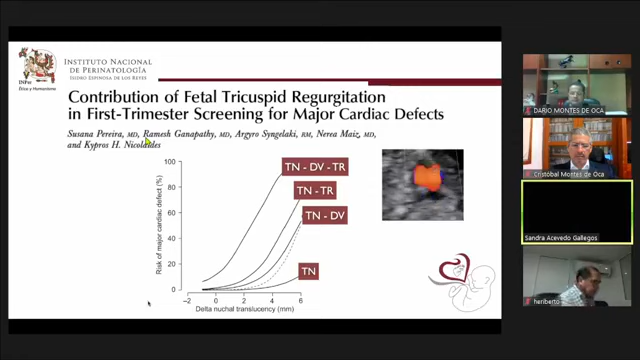 INPer
Ética y Humanismo
INSTITUTO NACIONAL
DE PERINATOLOGÍA
ISIDRO ESPINOSA DE LOS REYES
Contribution of Fetal Tricuspid Regurgitation
in First-Trimester Screening for Major Cardiac Defects
Susana Pereira, MD, Ramesh Ganapathy, MD, Argyro Syngelaki, RM, Nerea Maiz, MD,
and Kypros H. Nicolaides
Risk of major cardiac defect (%)
100
80
60
40
20
0
TN - DV - TR
TN - TR
TN - DV
TN
−2
0
2
4
6
Delta nuchal translucency (mm)
DARIO MONTES DE OCA
Cristóbal Montes de Oca
Sandra Acevedo Gallegos
heriberto